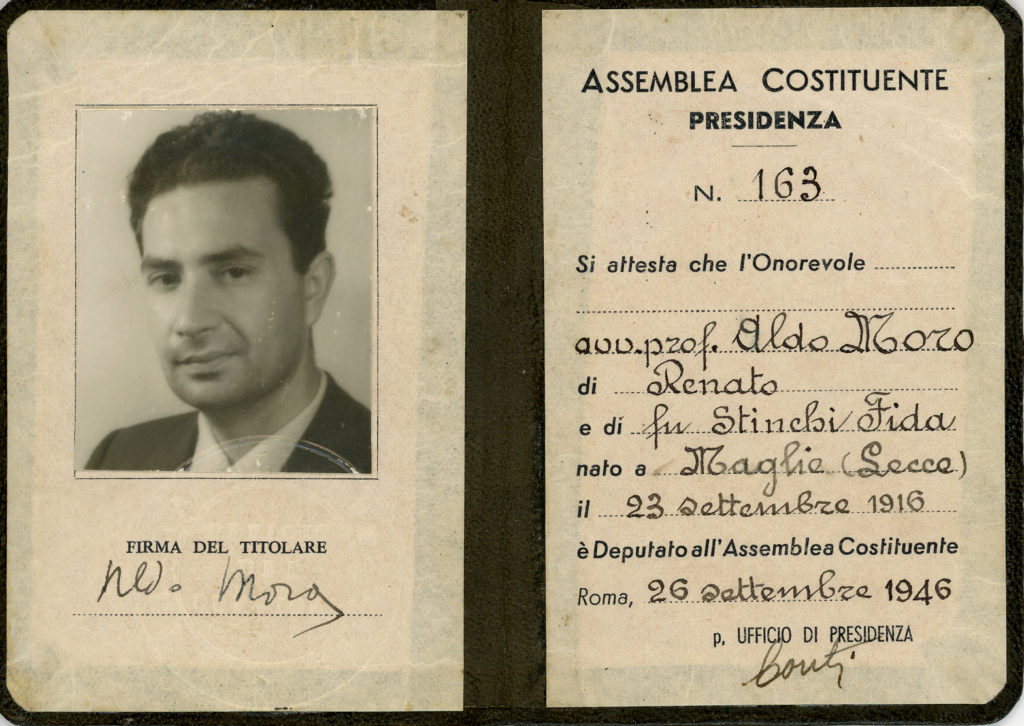 FIRMA DEL TITOLARE
Aldo Moro
ASSEMBLEA COSTITUENTE
PRESIDENZA
N. 163
Si attesta che l'Onorevole
avv. prof. Aldo Moro
di Renato
e di fu Stinchi Fida
nato a Maglie (Lecce)
il 23 settembre 1916
è Deputato all'Assemblea Costituente
Roma, 26 settembre 1946
p. UFFICIO DI PRESIDENZA
Conti